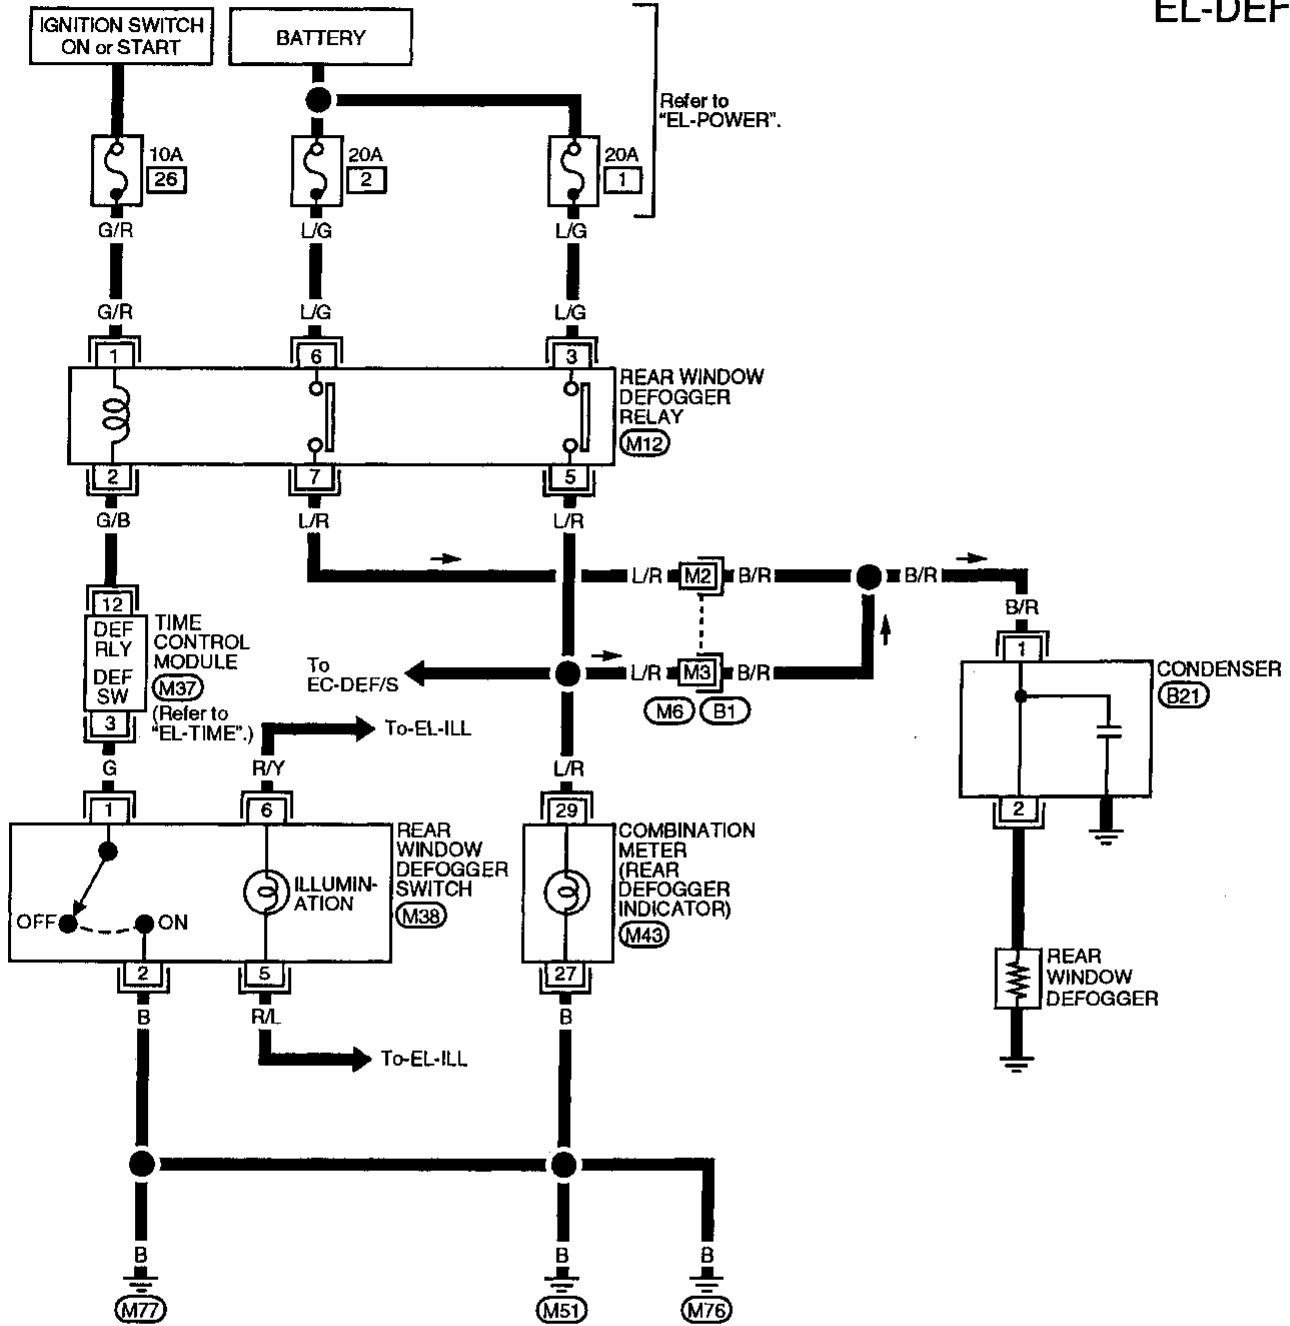 EL-DEF
IGNITION SWITCH
ON or START
BATTERY
Refer to
"EL-POWER".
10A
26
20A
2
20A
1
G/R
L/G
L/G
G/R
L/G
L/G
1
6
3
REAR WINDOW
DEFOGGER
RELAY
M12
2
7
5
G/B
L/R
L/R
L/R
M2
B/R
B/R
B/R
12
DEF
RLY
DEF
SW
3
TIME
CONTROL
MODULE
M37
(Refer to
"EL-TIME".)
To
EC-DEF/S
L/R
M3
B/R
M6
B1
1
CONDENSER
B21
2
To-EL-ILL
G
R/Y
L/R
1
6
29
REAR
WINDOW
DEFOGGER
SWITCH
M38
ILLUMIN-
ATION
OFF
ON
COMBINATION
METER
(REAR
DEFOGGER
INDICATOR)
M43
2
5
27
REAR
WINDOW
DEFOGGER
B
R/L
B
To-EL-ILL
B
B
B
M77
M51
M76